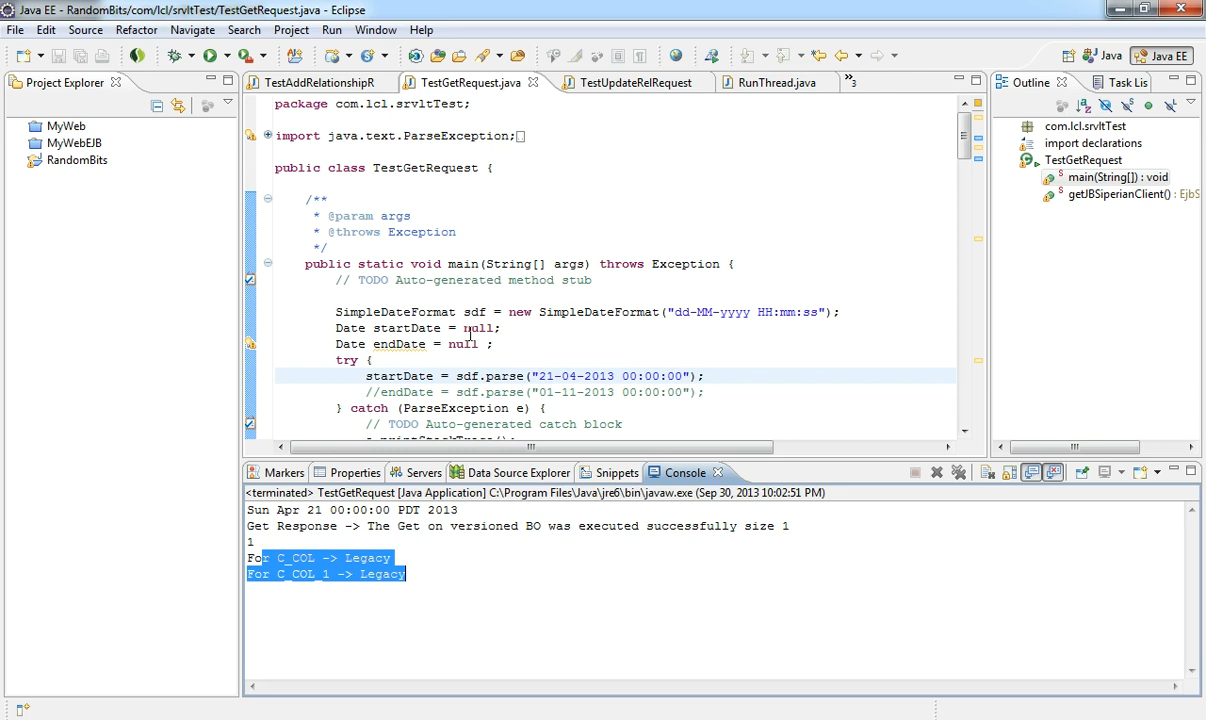 Java EE - RandomBits/com/lcl/srvltTest/TestGetRequest.java - Eclipse
File Edit Source Refactor Navigate Search Project Run Window Help
Java Java EE
Project Explorer
MyWeb
MyWebEJB
RandomBits
TestAddRelationshipR TestGetRequest.java TestUpdateRelRequest RunThread.java »3
package com.lcl.srvltTest;
import java.text.ParseException;
public class TestGetRequest {
/**
* @param args
* @throws Exception
*/
public static void main(String[] args) throws Exception {
// TODO Auto-generated method stub
SimpleDateFormat sdf = new SimpleDateFormat("dd-MM-yyyy HH:mm:ss");
Date startDate = null;
Date endDate = null ;
try {
startDate = sdf.parse("21-04-2013 00:00:00");
//endDate = sdf.parse("01-11-2013 00:00:00");
} catch (ParseException e) {
// TODO Auto-generated catch block
e.printStackTrace();
Outline Task Lis
com.lcl.srvltTest
import declarations
TestGetRequest
main(String[]) : void
getJBSiperianClient() : EjbS
Markers Properties Servers Data Source Explorer Snippets Console
<terminated> TestGetRequest [Java Application] C:\Program Files\Java\jre6\bin\javaw.exe (Sep 30, 2013 10:02:51 PM)
Sun Apr 21 00:00:00 PDT 2013
Get Response -> The Get on versioned BO was executed successfully size 1
1
For C_COL -> Legacy
For C_COL_1 -> Legacy